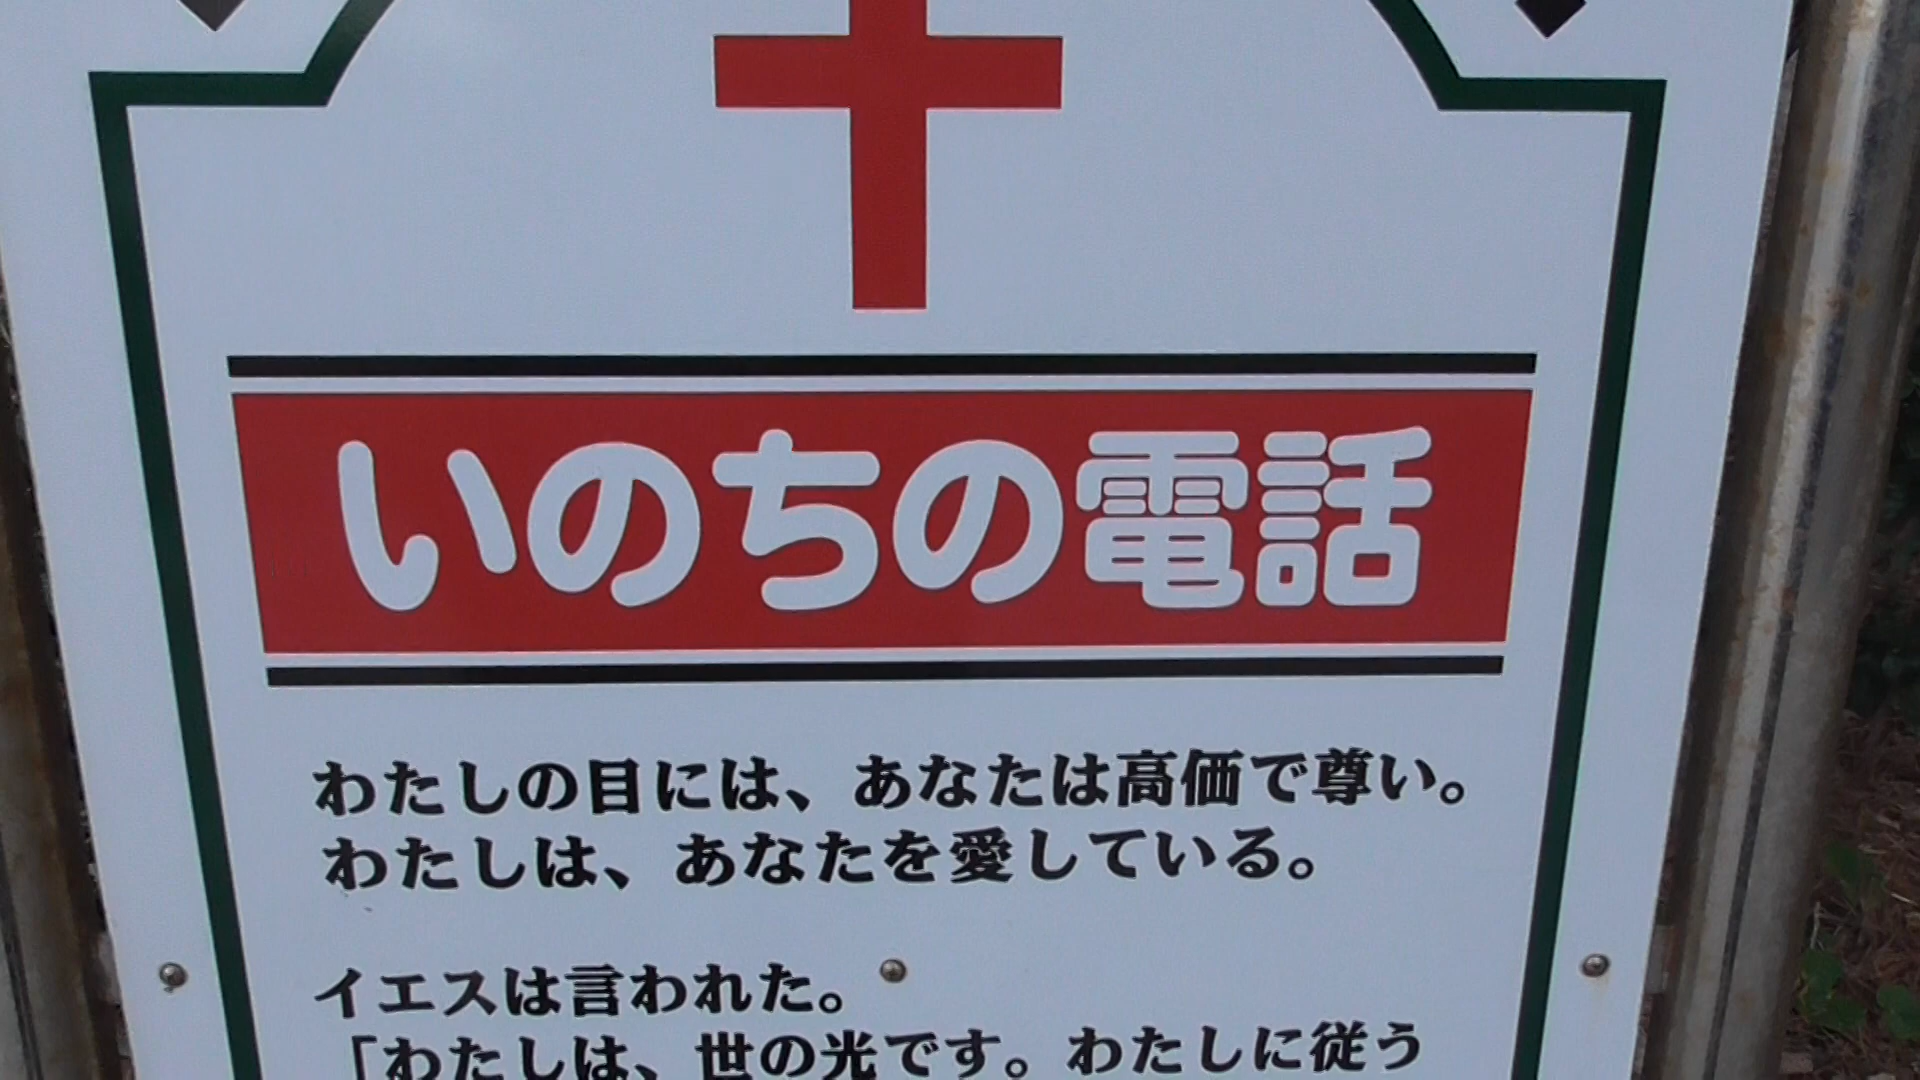 いのちの電話
わたしの目には、あなたは高価で尊い。
わたしは、あなたを愛している。
イエスは言われた。
「わたしは、世の光です。わたしに従う